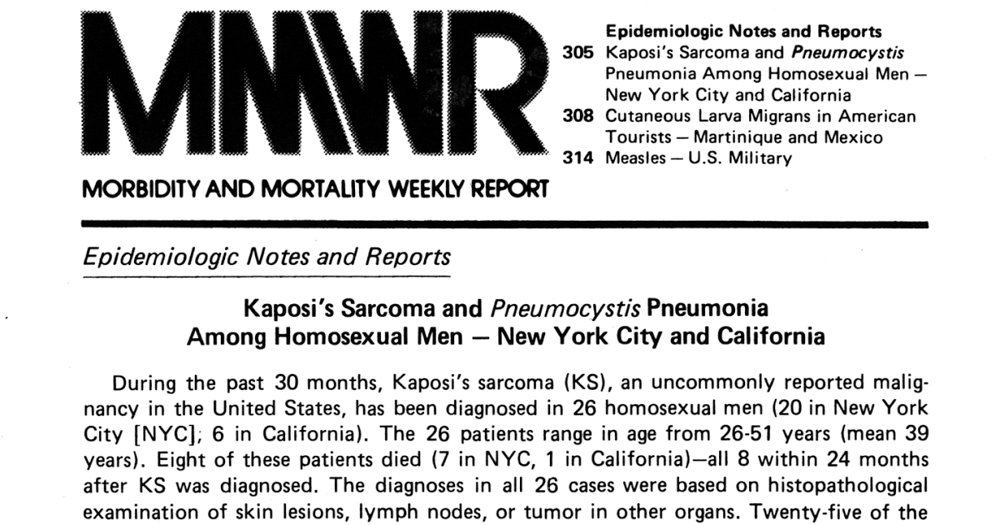 MMWR
MORBIDITY AND MORTALITY WEEKLY REPORT
Epidemiologic Notes and Reports
305 Kaposi's Sarcoma and Pneumocystis
Pneumonia Among Homosexual Men —
New York City and California
308 Cutaneous Larva Migrans in American
Tourists — Martinique and Mexico
314 Measles — U.S. Military
Epidemiologic Notes and Reports
Kaposi's Sarcoma and Pneumocystis Pneumonia
Among Homosexual Men — New York City and California
During the past 30 months, Kaposi's sarcoma (KS), an uncommonly reported malig-
nancy in the United States, has been diagnosed in 26 homosexual men (20 in New York
City [NYC]; 6 in California). The 26 patients range in age from 26-51 years (mean 39
years). Eight of these patients died (7 in NYC, 1 in California)—all 8 within 24 months
after KS was diagnosed. The diagnoses in all 26 cases were based on histopathological
examination of skin lesions, lymph nodes, or tumor in other organs. Twenty-five of the